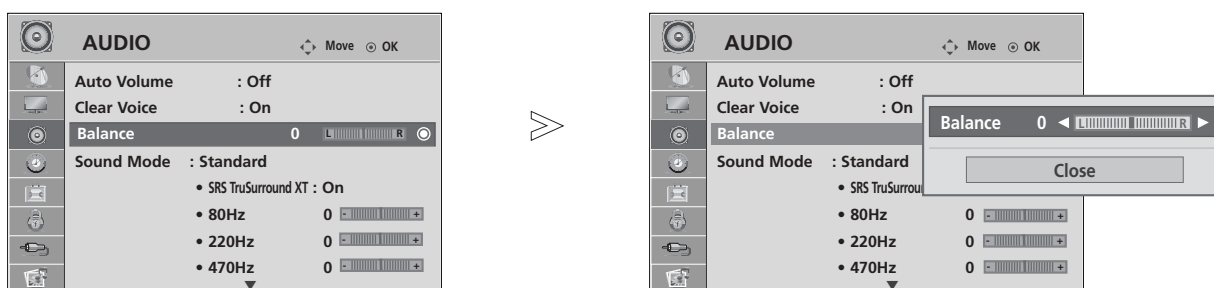 AUDIO Move OK
Auto Volume : Off
Clear Voice : On
Balance 0 L R
Sound Mode : Standard
• SRS TruSurround XT : On
• 80Hz 0 - +
• 220Hz 0 - +
• 470Hz 0 - +
AUDIO Move OK
Auto Volume : Off
Clear Voice : On
Balance
Sound Mode : Standard
• SRS TruSurrou
• 80Hz 0 - +
• 220Hz 0 - +
• 470Hz 0 - +
Balance 0 L R
Close